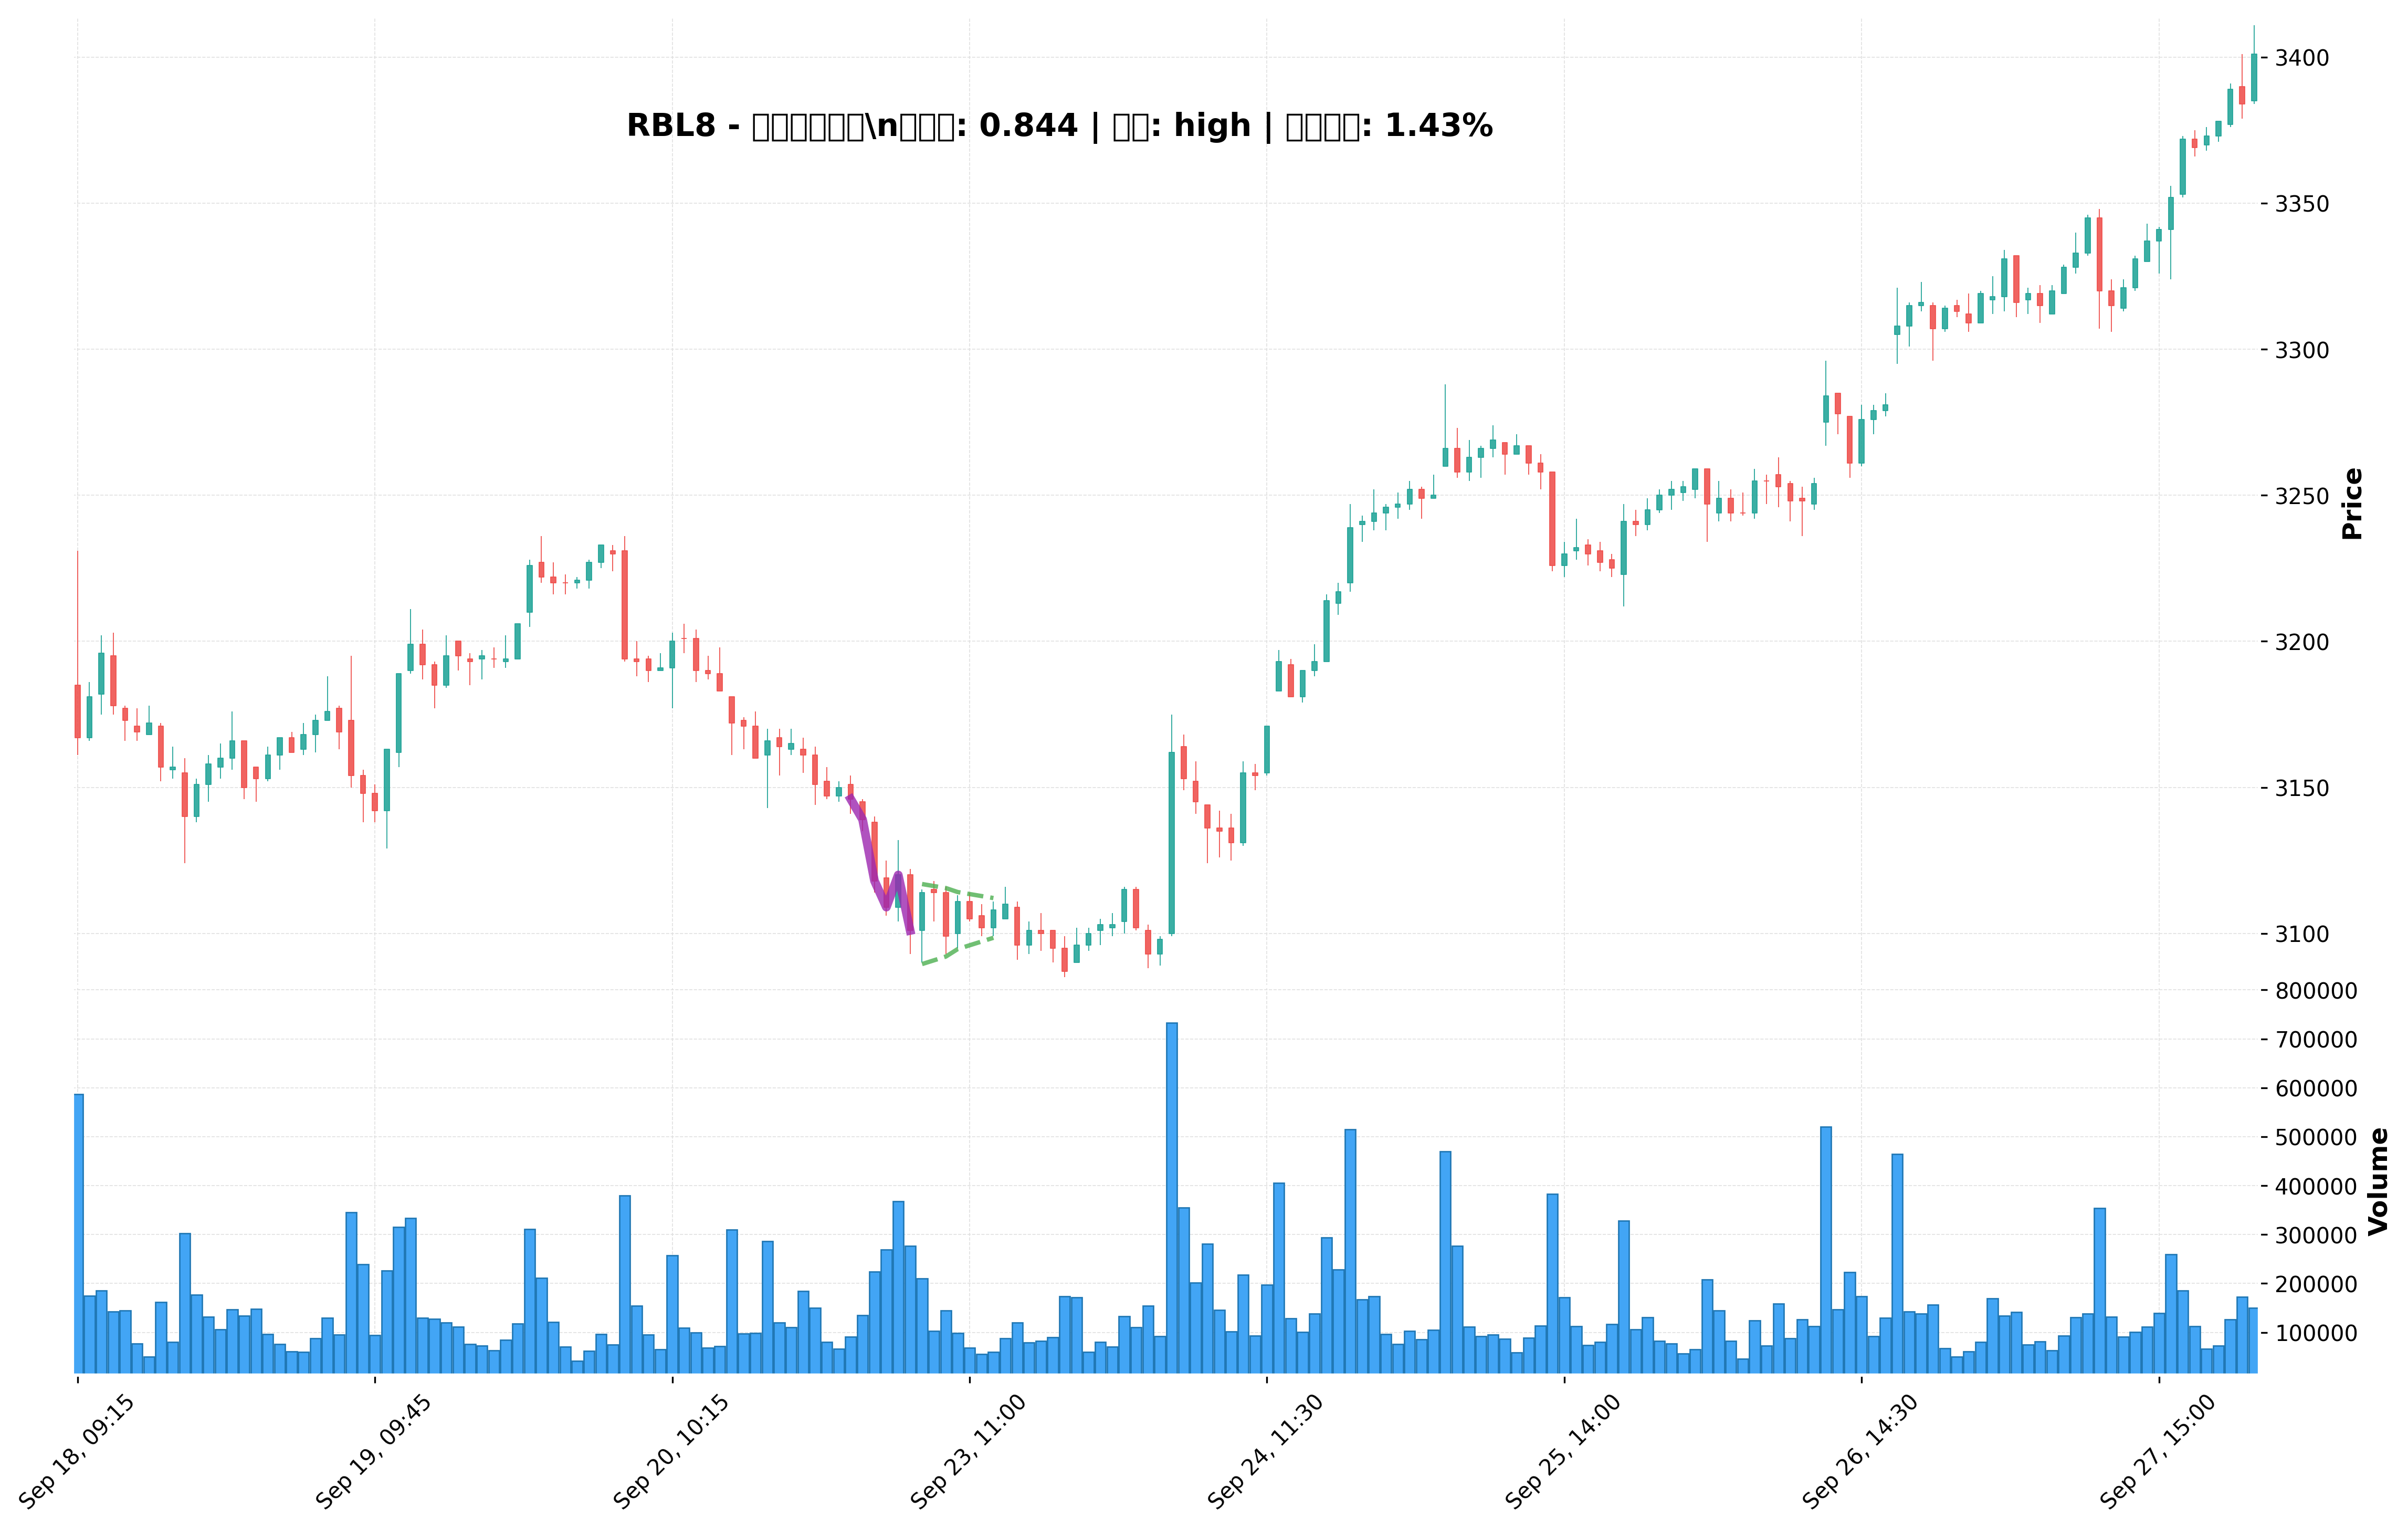 RBL8 - □□□□□□\n□□□: 0.844 | □□: high | □□□□: 1.43%
3400
3350
3300
3250
3200
3150
3100
Price
800000
700000
600000
500000
400000
300000
200000
100000
Volume
Sep 18, 09:15
Sep 19, 09:45
Sep 20, 10:15
Sep 23, 11:00
Sep 24, 11:30
Sep 25, 14:00
Sep 26, 14:30
Sep 27, 15:00